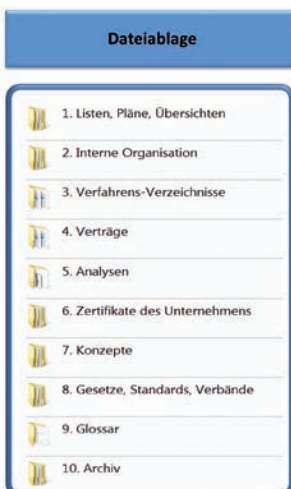 Dateiablage
1. Listen, Pläne, Übersichten
2. Interne Organisation
3. Verfahrens-Verzeichnisse
4. Verträge
5. Analysen
6. Zertifikate des Unternehmens
7. Konzepte
8. Gesetze, Standards, Verbände
9. Glossar
10. Archiv